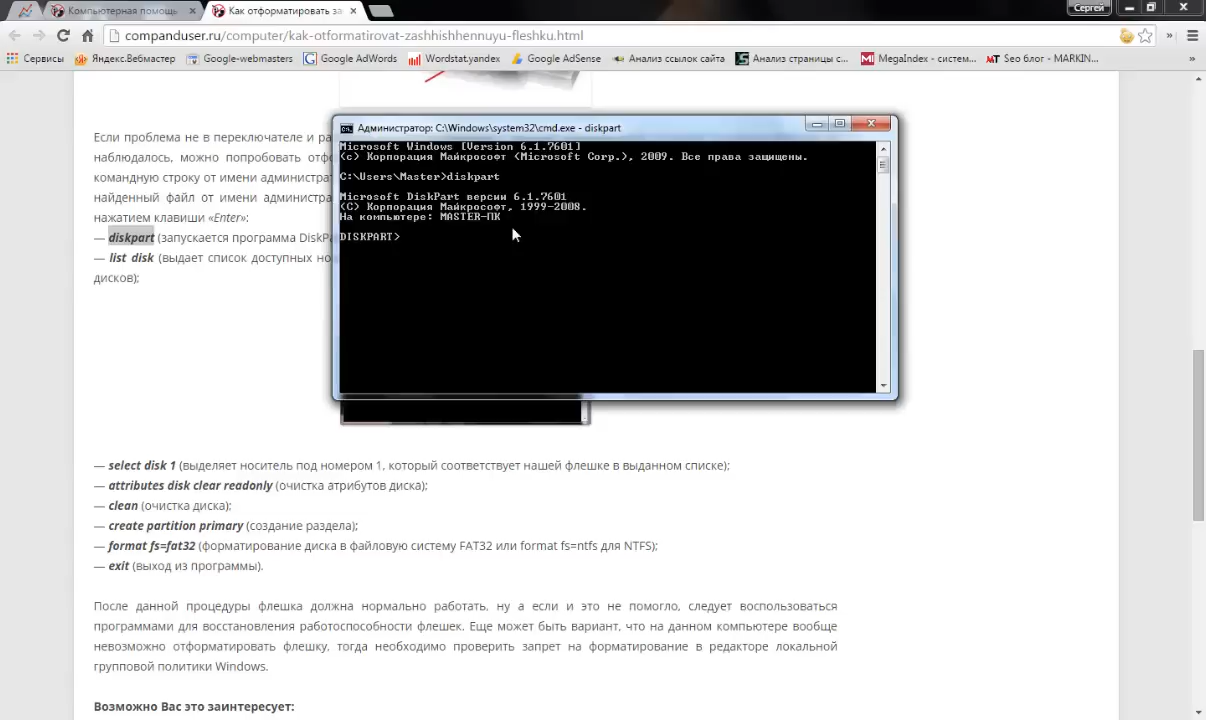 Сергей
Компьютерная помощь
Как отформатировать за
companduser.ru/computer/kak-otformatirovat-zashhishhennuyu-fleshku.html
Сервисы Яндекс.Вебмастер Google-webmasters Google AdWords Wordstat.yandex Google AdSense Анализ ссылок сайта Анализ страницы с... MegaIndex - систем... Seo блог - MARKIN...
Если проблема не в переключателе и ра
наблюдалось, можно попробовать отфо
командную строку от имени администрат
найденный файл от имени администра
нажатием клавиши «Enter»:
— diskpart (запускается программа DiskPa
— list disk (выдает список доступных но
дисков);
Администратор: C:\Windows\system32\cmd.exe - diskpart
Microsoft Windows [Version 6.1.7601]
(c) Корпорация Майкрософт (Microsoft Corp.), 2009. Все права защищены.
C:\Users\Master>diskpart
Microsoft DiskPart версии 6.1.7601
(C) Корпорация Майкрософт, 1999-2008.
На компьютере: MASTER-ПК
DISKPART>
— select disk 1 (выделяет носитель под номером 1, который соответствует нашей флешке в выданном списке);
— attributes disk clear readonly (очистка атрибутов диска);
— clean (очистка диска);
— create partition primary (создание раздела);
— format fs=fat32 (форматирование диска в файловую систему FAT32 или format fs=ntfs для NTFS);
— exit (выход из программы).
После данной процедуры флешка должна нормально работать, ну а если и это не помогло, следует воспользоваться
программами для восстановления работоспособности флешек. Еще может быть вариант, что на данном компьютере вообще
невозможно отформатировать флешку, тогда необходимо проверить запрет на форматирование в редакторе локальной
групповой политики Windows.
Возможно Вас это заинтересует: